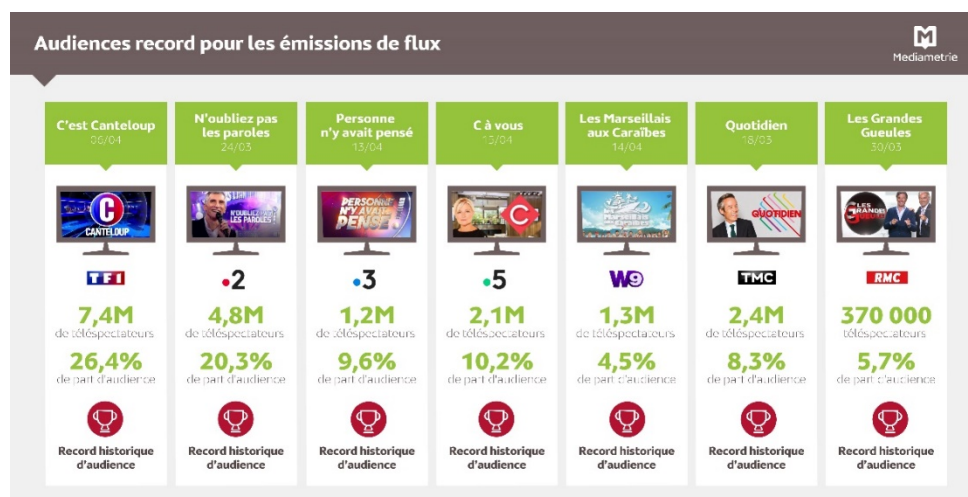 Audiences record pour les émissions de flux
Mediametrie
C'est Canteloup
06/04
C
CANTELOUP
TF1
7,4M
de téléspectateurs
26,4%
de part d'audience
Record historique
d'audience
N'oubliez pas
les paroles
24/03
N'OUBLIEZ PAS
LES PAROLES
2
4,8M
de téléspectateurs
20,3%
de part d'audience
Record historique
d'audience
Personne
n'y avait pensé
13/04
PERSONNE
N'Y AVAIT
PENSÉ
3
1,2M
de téléspectateurs
9,6%
de part d'audience
Record historique
d'audience
C à vous
15/04
C
5
2,1M
de téléspectateurs
10,2%
de part d'audience
Record historique
d'audience
Les Marseillais
aux Caraïbes
14/04
Marseillais
W9
1,3M
de téléspectateurs
4,5%
de part d'audience
Record historique
d'audience
Quotidien
18/03
QUOTIDIEN
TMC
2,4M
de téléspectateurs
8,3%
de part d'audience
Record historique
d'audience
Les Grandes
Gueules
30/03
LES
GRANDES
GUEULES
RMC
370 000
téléspectateurs
5,7%
de part d'audience
Record historique
d'audience